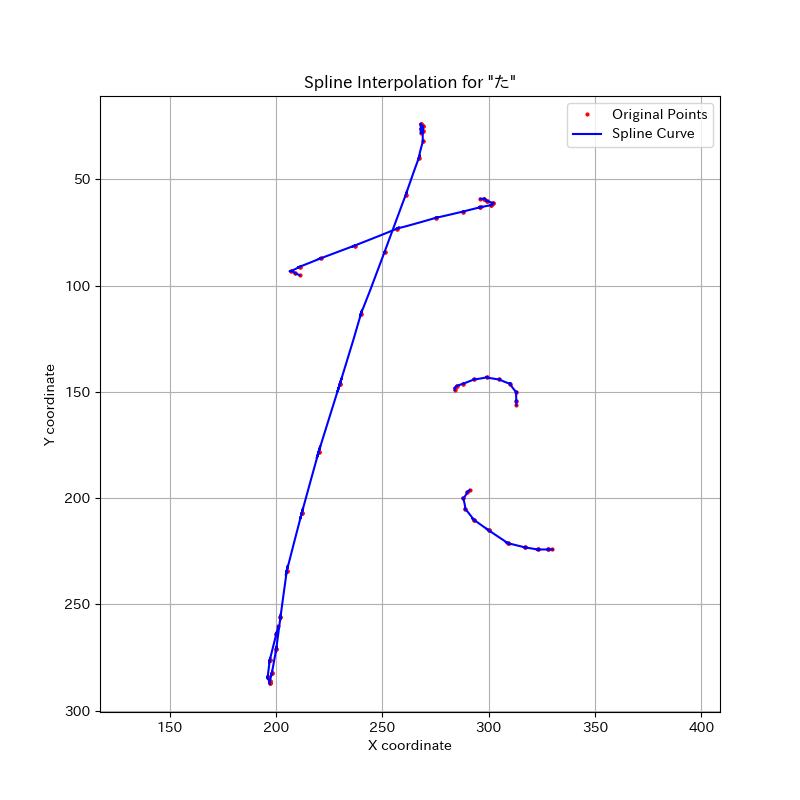 Spline Interpolation for "た"
Original Points
Spline Curve
50
100
150
200
250
300
Y coordinate
150
200
250
300
350
400
X coordinate
た